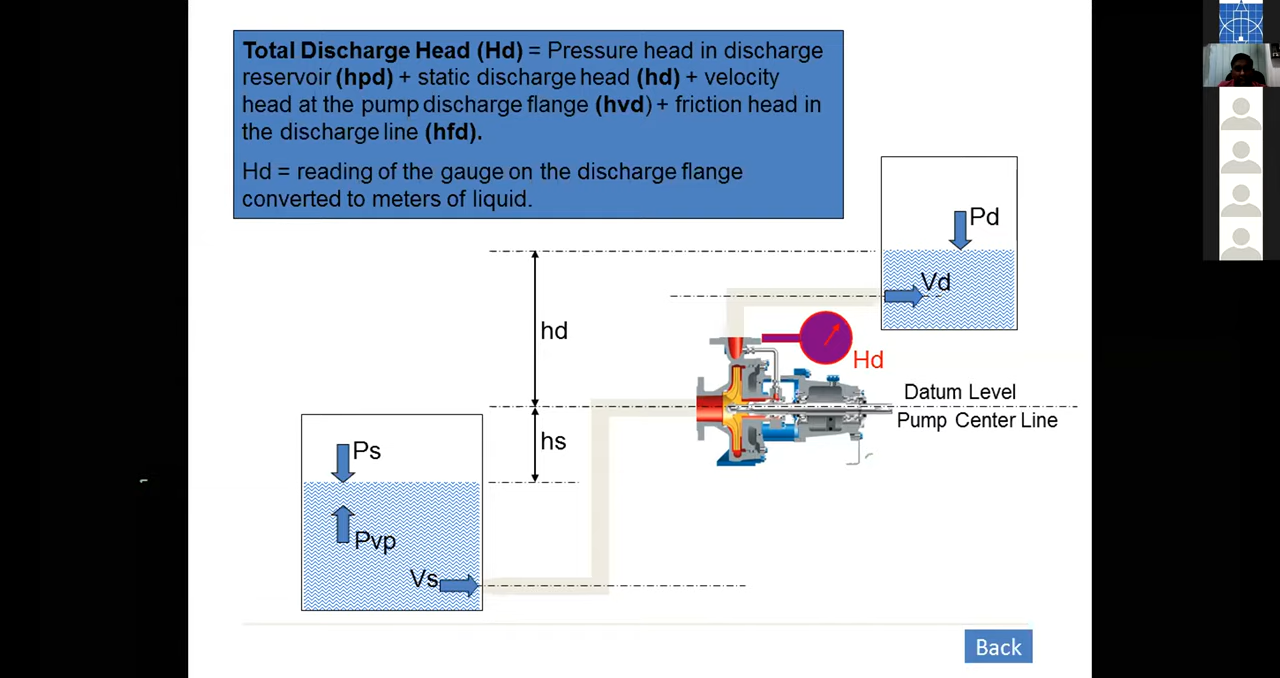 Total Discharge Head (Hd) = Pressure head in discharge
reservoir (hpd) + static discharge head (hd) + velocity
head at the pump discharge flange (hvd) + friction head in
the discharge line (hfd).
Hd = reading of the gauge on the discharge flange
converted to meters of liquid.
Pd
Vd
hd
Hd
Datum Level
Pump Center Line
hs
Ps
Pvp
Vs
Back